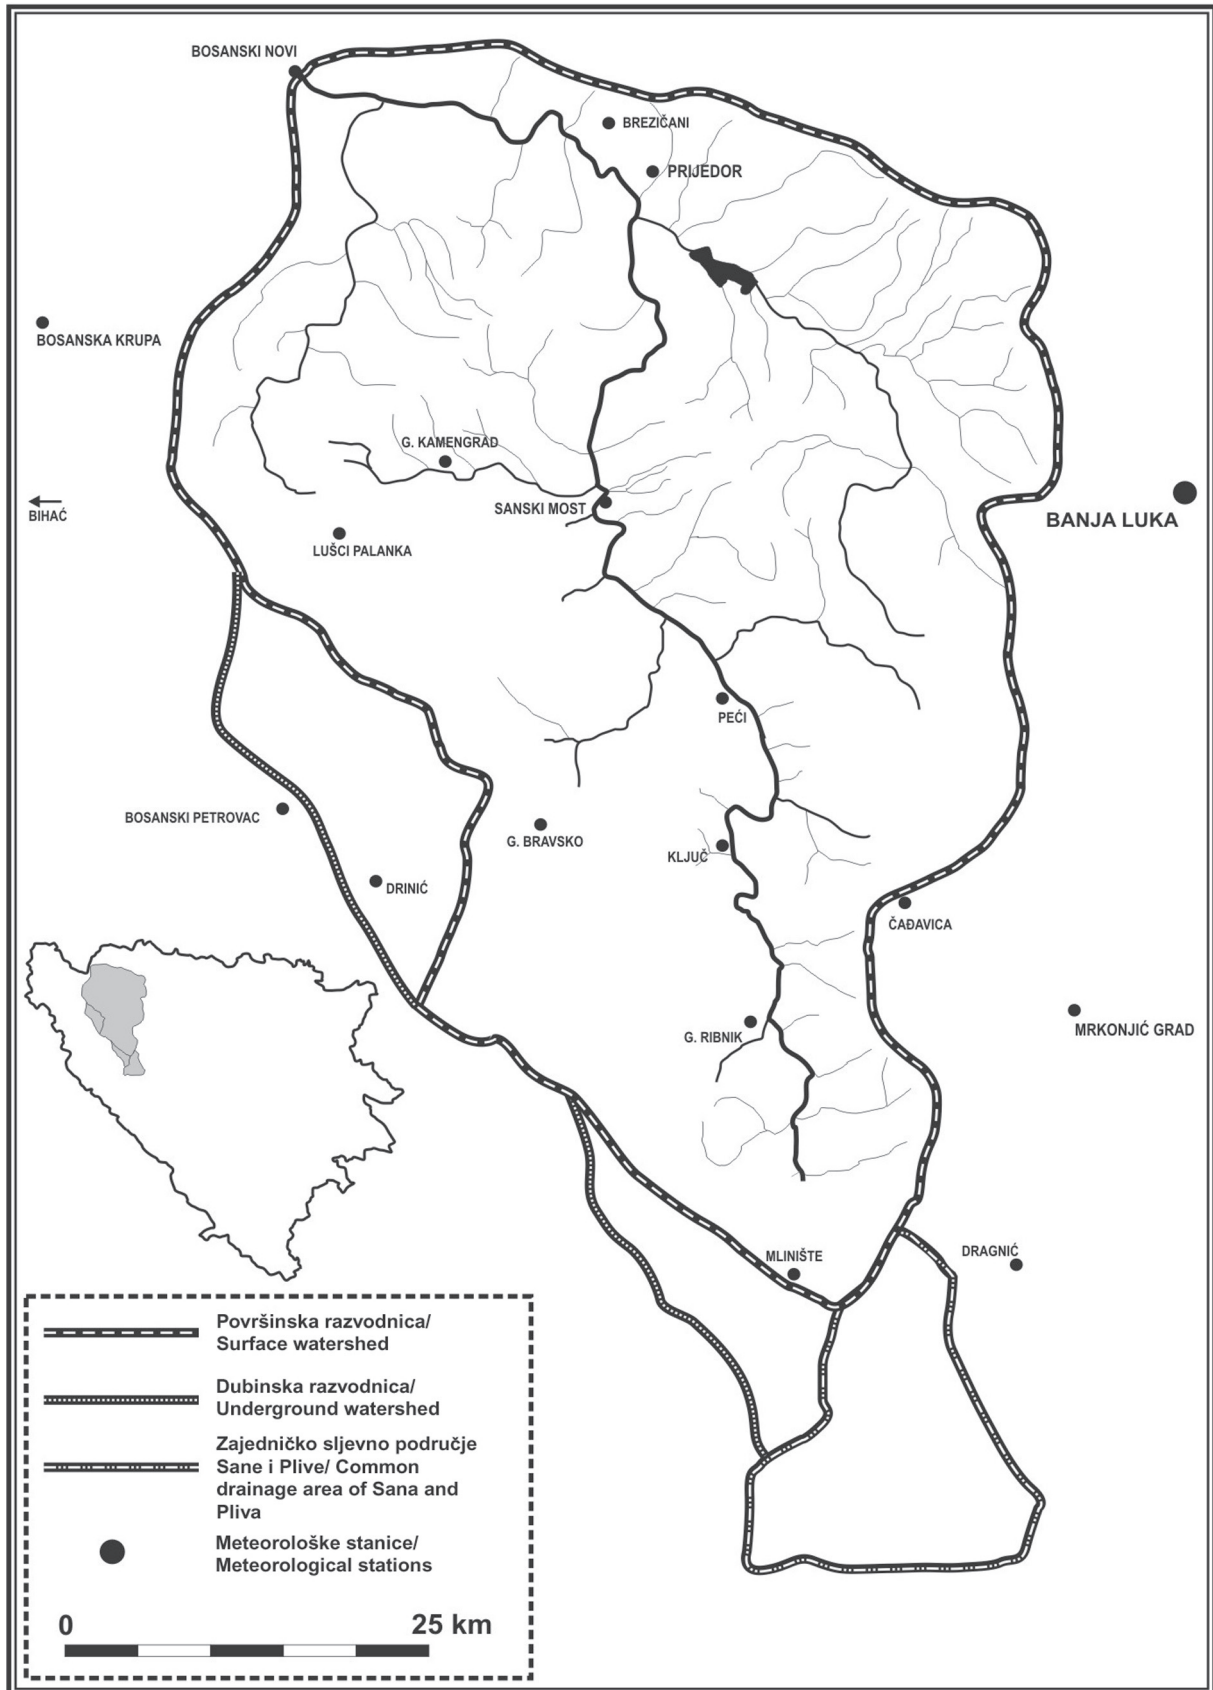 BOSANSKI NOVI
BREZIČANI
PRIJEDOR
BOSANSKA KRUPA
G. KAMENGRAD
BIHAĆ
SANSKI MOST
BANJA LUKA
LUŠCI PALANKA
PEĆI
BOSANSKI PETROVAC
G. BRAVSKO
KLJUČ
DRINIĆ
ČAĐAVICA
MRKONJIĆ GRAD
G. RIBNIK
MLINIŠTE
DRAGNIĆ
Površinska razvodnica/
Surface watershed
Dubinska razvodnica/
Underground watershed
Zajedničko sljevno područje
Sane i Plive/ Common
drainage area of Sana and
Pliva
Meteorološke stanice/
Meteorological stations
0 25 km